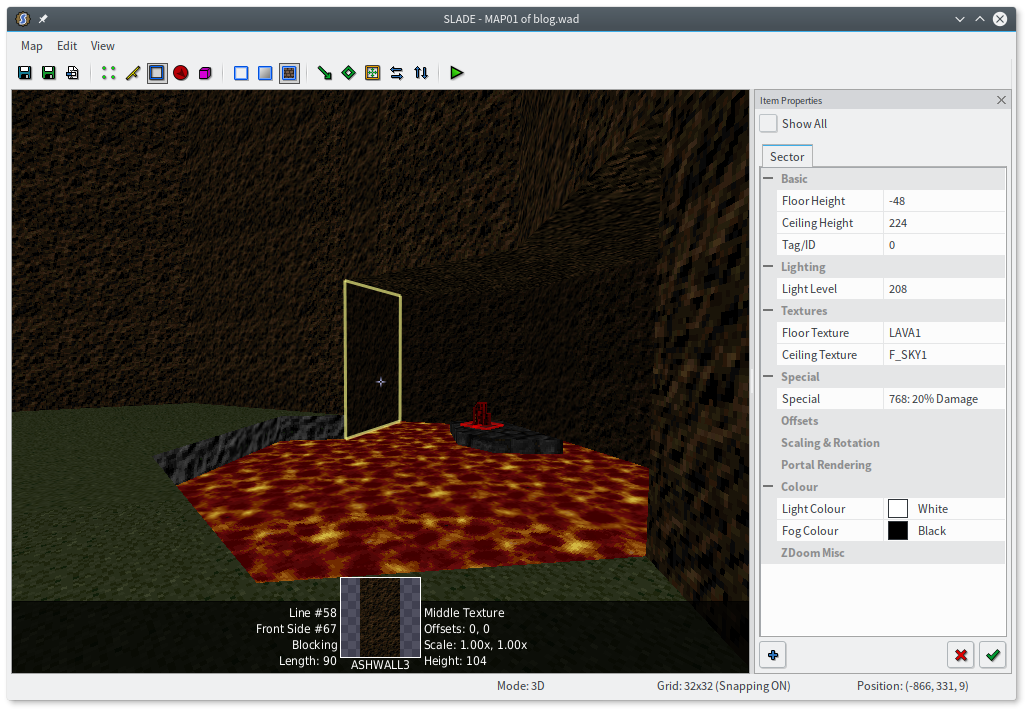 SLADE - MAP01 of blog.wad
Map Edit View
Item Properties
Show All
Sector
Basic
Floor Height -48
Ceiling Height 224
Tag/ID 0
Lighting
Light Level 208
Textures
Floor Texture LAVA1
Ceiling Texture F_SKY1
Special
Special 768: 20% Damage
Offsets
Scaling & Rotation
Portal Rendering
Colour
Light Colour White
Fog Colour Black
ZDoom Misc
Line #58
Front Side #67
Blocking
Length: 90
ASHWALL3
Middle Texture
Offsets: 0, 0
Scale: 1.00x, 1.00x
Height: 104
Mode: 3D
Grid: 32x32 (Snapping ON)
Position: (-866, 331, 9)